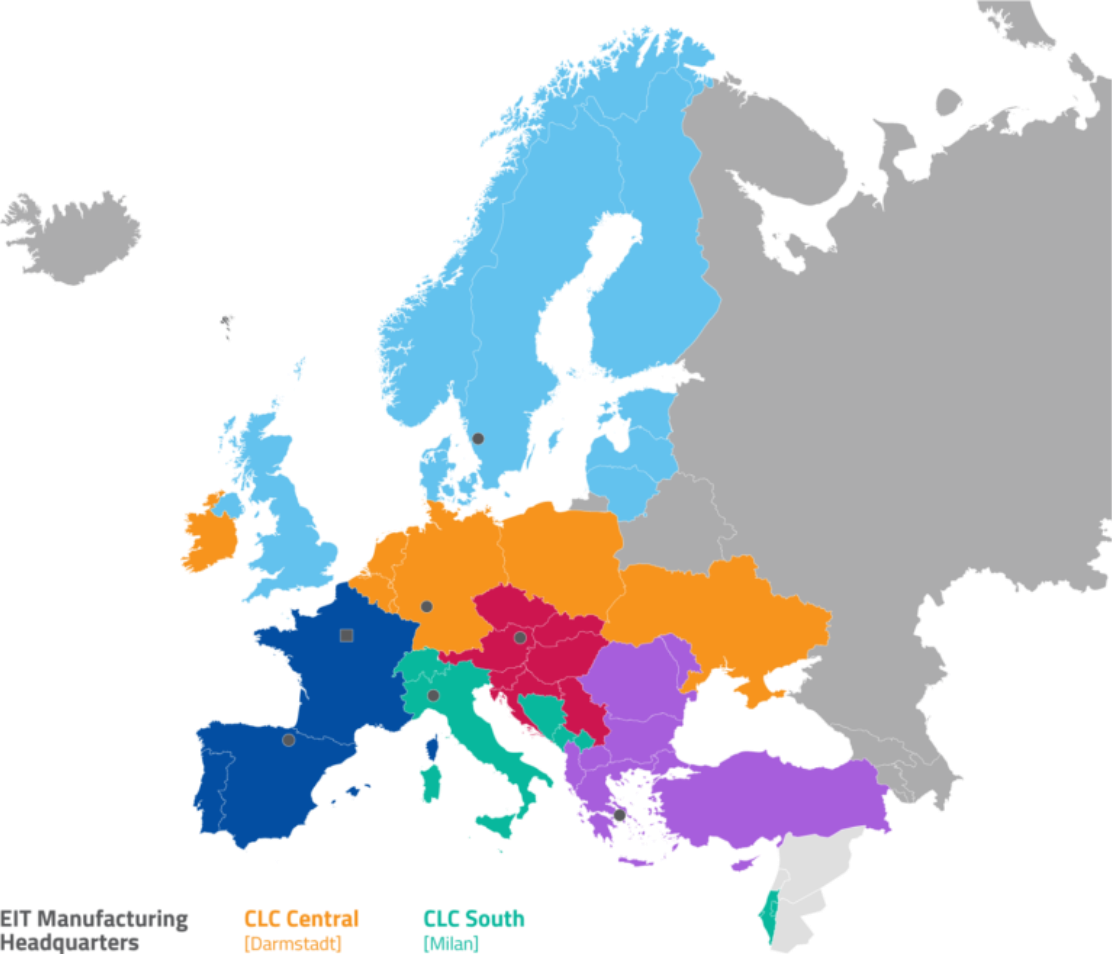 EIT Manufacturing
Headquarters
CLC Central
[Darmstadt]
CLC South
[Milan]